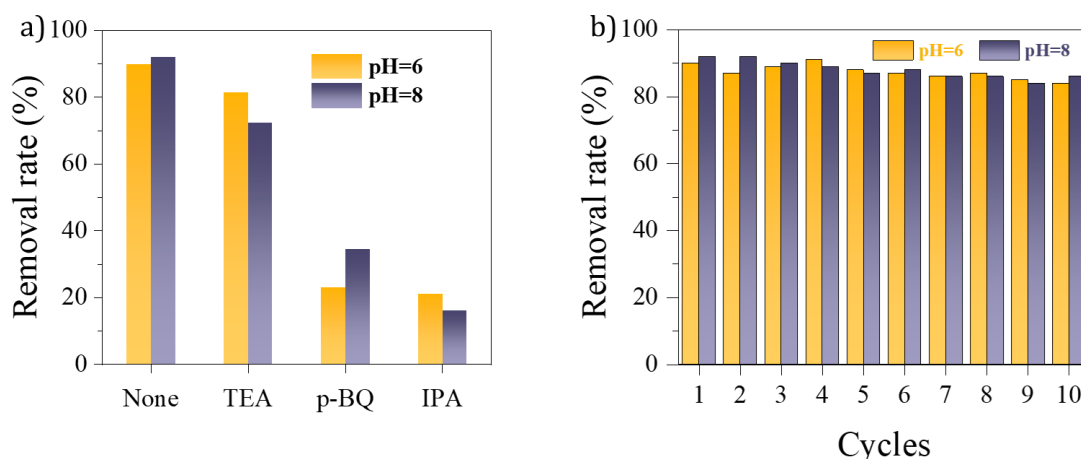 a)
Removal rate (%)
100
80
60
40
20
0
pH=6
pH=8
None TEA p-BQ IPA
b)
Removal rate (%)
100
80
60
40
20
0
pH=6 pH=8
1 2 3 4 5 6 7 8 9 10
Cycles